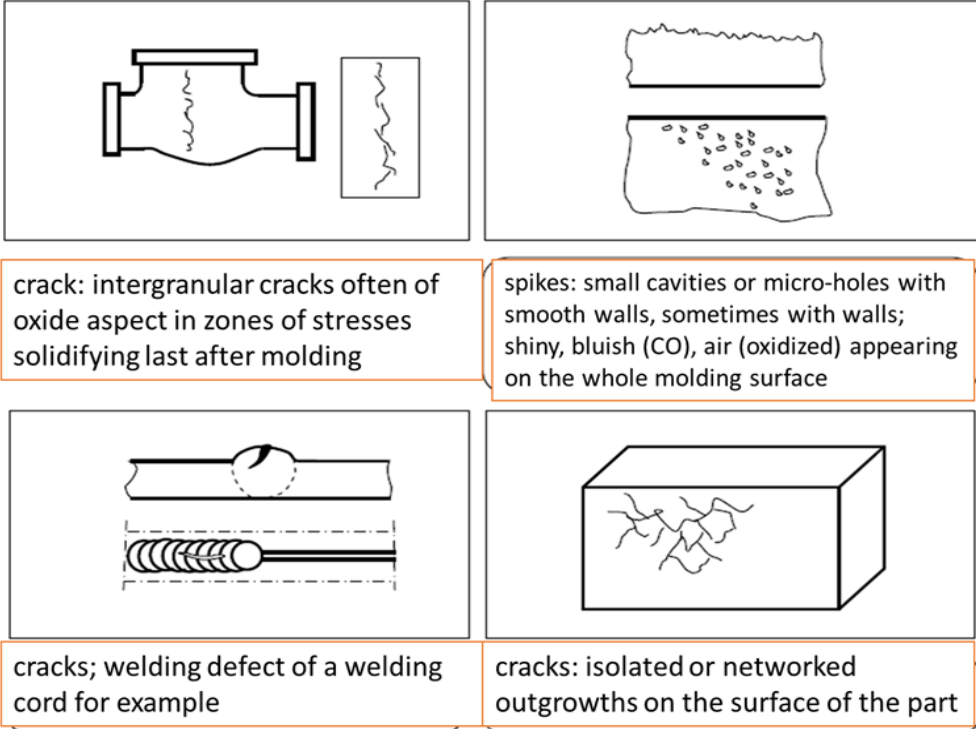 crack: intergranular cracks often of
oxide aspect in zones of stresses
solidifying last after molding
spikes: small cavities or micro-holes with
smooth walls, sometimes with walls;
shiny, bluish (CO), air (oxidized) appearing
on the whole molding surface
cracks; welding defect of a welding
cord for example
cracks: isolated or networked
outgrowths on the surface of the part